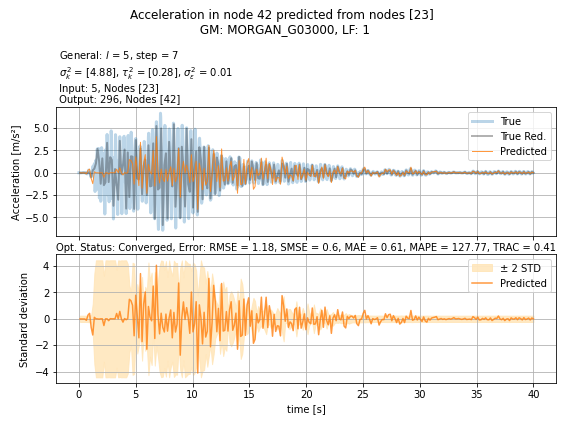 Acceleration in node 42 predicted from nodes [23]
GM: MORGAN_G03000, LF: 1
General: l = 5, step = 7
σ²ₖ = [4.88], τ²ₖ = [0.28], σ²ε = 0.01
Input: 5, Nodes [23]
Output: 296, Nodes [42]
Acceleration [m/s²]
5.0
2.5
0.0
−2.5
−5.0
True
True Red.
Predicted
Opt. Status: Converged, Error: RMSE = 1.18, SMSE = 0.6, MAE = 0.61, MAPE = 127.77, TRAC = 0.41
Standard deviation
4
2
0
−2
−4
± 2 STD
Predicted
0 5 10 15 20 25 30 35 40
time [s]